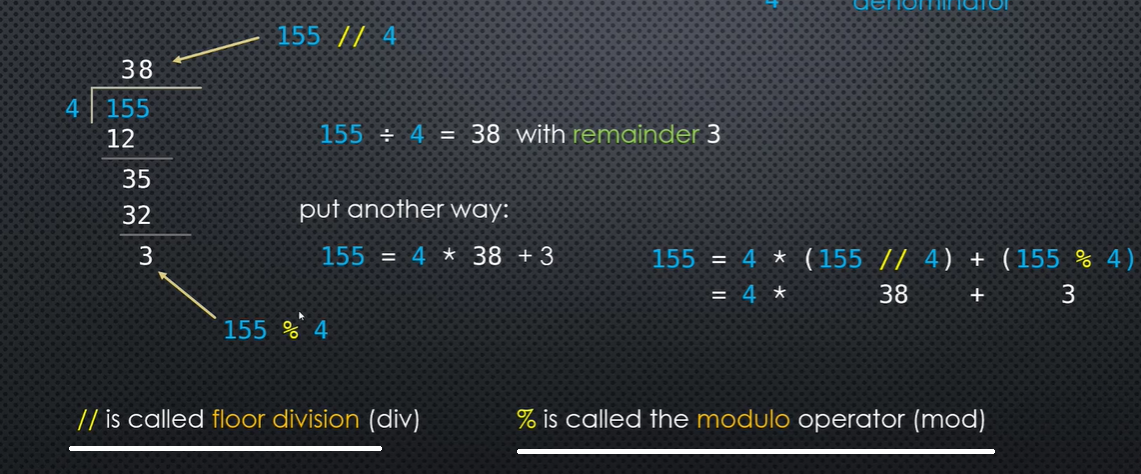 4 denominator
155 // 4
38
4 155
12
155 ÷ 4 = 38 with remainder 3
35
put another way:
32
155 = 4 * 38 + 3
3
155 = 4 * (155 // 4) + (155 % 4)
= 4 * 38 + 3
155 % 4
// is called floor division (div)
% is called the modulo operator (mod)